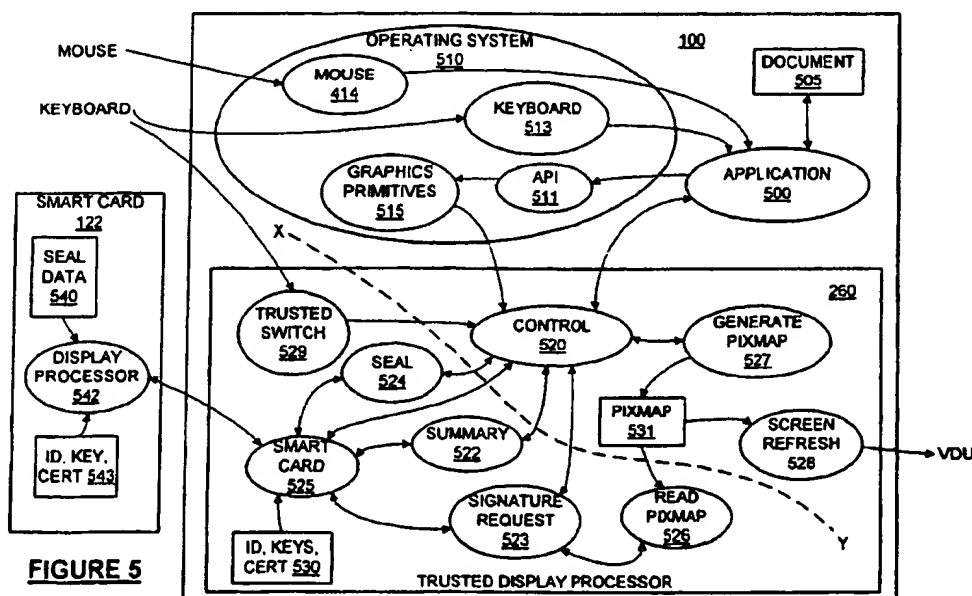 OPERATING SYSTEM
510
100
MOUSE
MOUSE
414
DOCUMENT
505
KEYBOARD
KEYBOARD
513
GRAPHICS
PRIMITIVES
515
API
511
APPLICATION
500
SMART CARD
122
SEAL
DATA
540
X
260
TRUSTED
SWITCH
529
CONTROL
520
GENERATE
PIXMAP
527
SEAL
524
DISPLAY
PROCESSOR
542
PIXMAP
531
SCREEN
REFRESH
528
VDU
SMART
CARD
525
SUMMARY
522
ID, KEY,
CERT 543
SIGNATURE
REQUEST
523
READ
PIXMAP
526
Y
ID, KEYS,
CERT 530
FIGURE 5
TRUSTED DISPLAY PROCESSOR